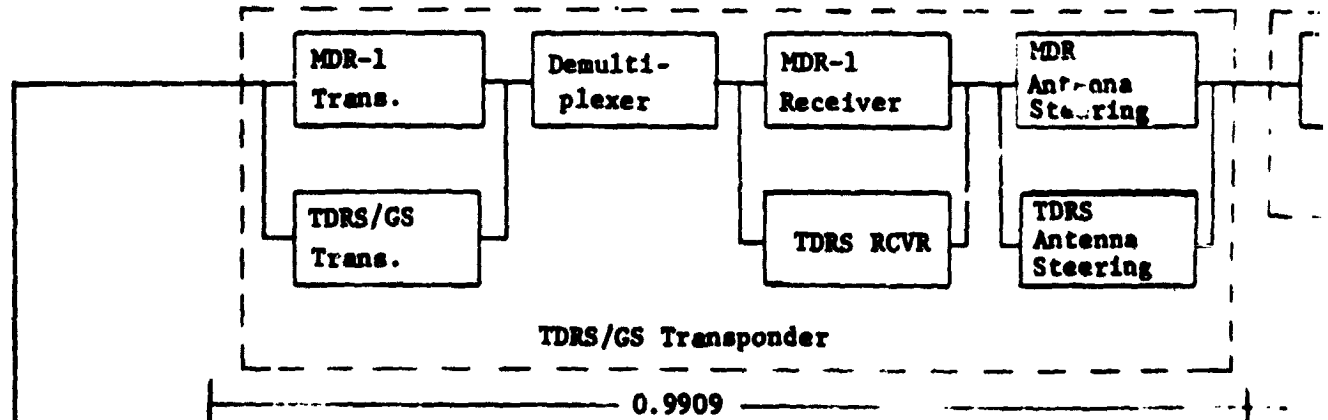 MDR-1
Trans.
Demulti-
plexer
MDR-1
Receiver
MDR
Steering
TDRS/GS
Trans.
TDRS RCVR
TDRS
Antenna
Steering
TDRS/GS Transponder
0.9909